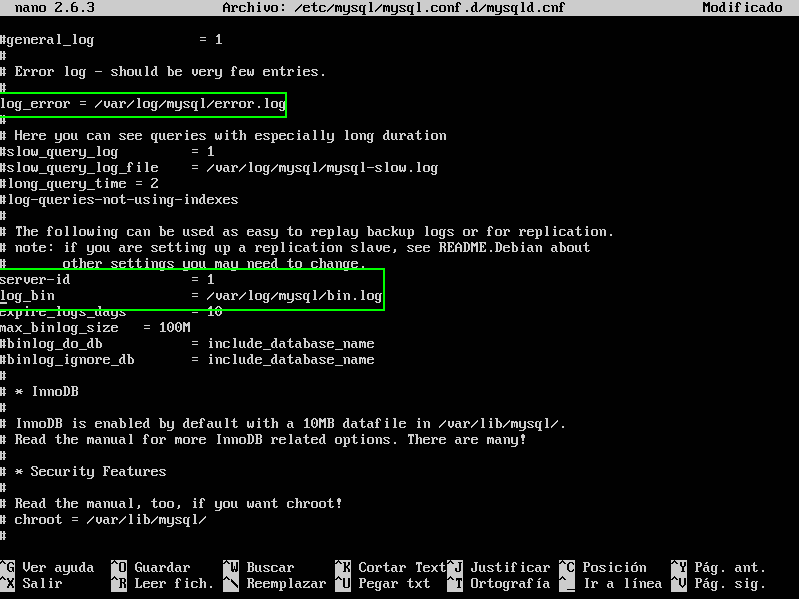 nano 2.6.3 Archivo: /etc/mysql/mysql.conf.d/mysqld.cnf Modificado
#general_log = 1
#
# Error log - should be very few entries.
#
log_error = /var/log/mysql/error.log
#
# Here you can see queries with especially long duration
#slow_query_log = 1
#slow_query_log_file = /var/log/mysql/mysql-slow.log
#long_query_time = 2
#log-queries-not-using-indexes
#
# The following can be used as easy to replay backup logs or for replication.
# note: if you are setting up a replication slave, see README.Debian about
# other settings you may need to change.
server-id = 1
log_bin = /var/log/mysql/bin.log
expire_logs_days = 10
max_binlog_size = 100M
#binlog_do_db = include_database_name
#binlog_ignore_db = include_database_name
#
# * InnoDB
#
# InnoDB is enabled by default with a 10MB datafile in /var/lib/mysql/.
# Read the manual for more InnoDB related options. There are many!
#
# * Security Features
#
# Read the manual, too, if you want chroot!
# chroot = /var/lib/mysql/
#
^G Ver ayuda ^O Guardar ^W Buscar ^K Cortar Text ^J Justificar ^C Posición ^Y Pág. ant.
^X Salir ^R Leer fich. ^\ Reemplazar ^U Pegar txt ^T Ortografía ^_ Ir a línea ^V Pág. sig.